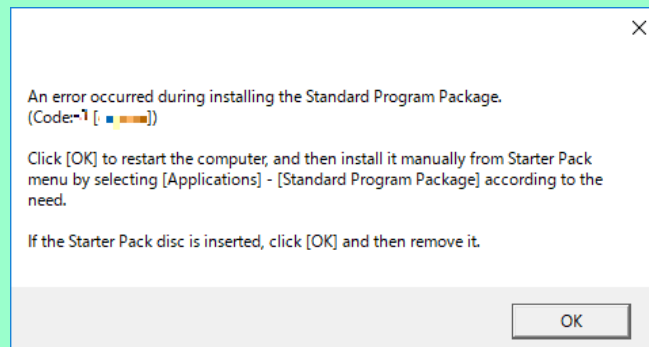 An error occurred during installing the Standard Program Package.
(Code:-1 [
])
Click [OK] to restart the computer, and then install it manually from Starter Pack
menu by selecting [Applications] - [Standard Program Package] according to the
need.
If the Starter Pack disc is inserted, click [OK] and then remove it.
OK